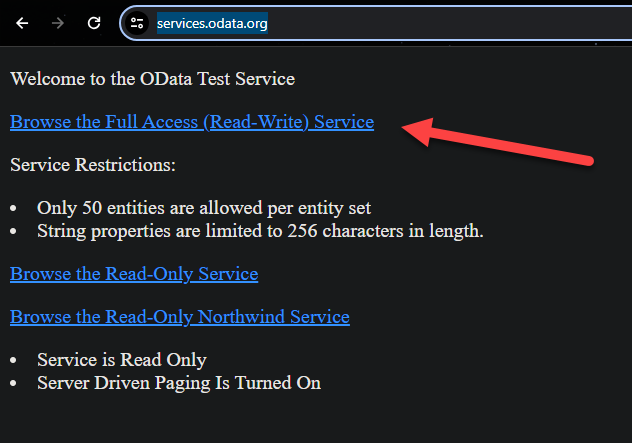 services.odata.org
Welcome to the OData Test Service
Browse the Full Access (Read-Write) Service
Service Restrictions:
• Only 50 entities are allowed per entity set
• String properties are limited to 256 characters in length.
Browse the Read-Only Service
Browse the Read-Only Northwind Service
• Service is Read Only
• Server Driven Paging Is Turned On